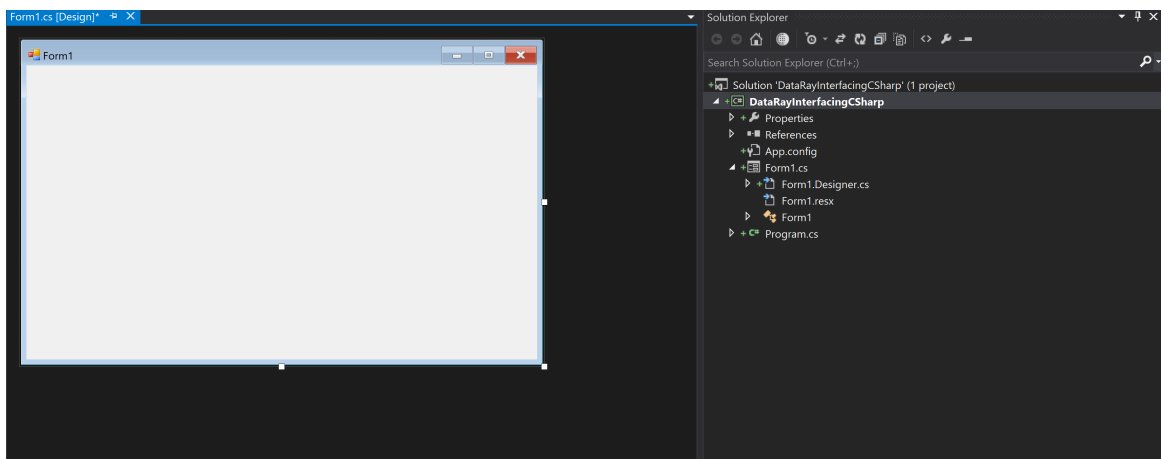 Form1.cs [Design]*
Form1
Solution Explorer
Search Solution Explorer (Ctrl+;)
Solution 'DataRayInterfacingCSharp' (1 project)
C# DataRayInterfacingCSharp
Properties
References
App.config
Form1.cs
Form1.Designer.cs
Form1.resx
Form1
C# Program.cs